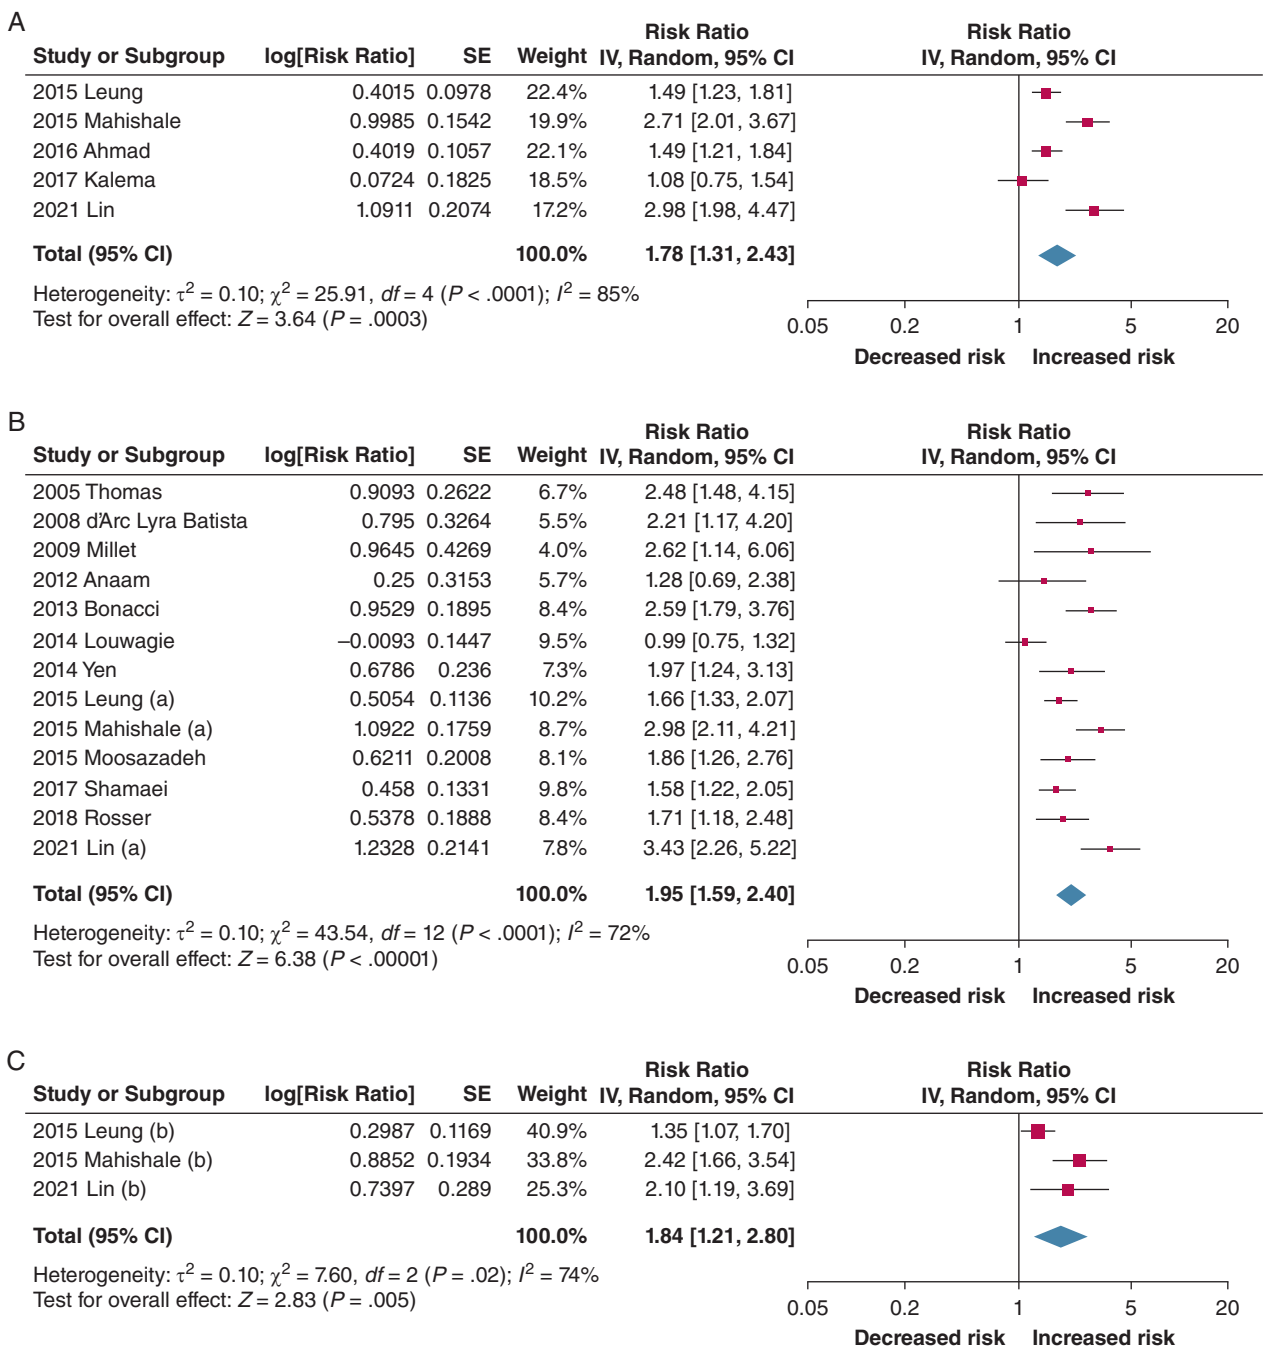 A
Risk Ratio Risk Ratio
Study or Subgroup log[Risk Ratio] SE Weight IV, Random, 95% CI IV, Random, 95% CI
2015 Leung 0.4015 0.0978 22.4% 1.49 [1.23, 1.81]
2015 Mahishale 0.9985 0.1542 19.9% 2.71 [2.01, 3.67]
2016 Ahmad 0.4019 0.1057 22.1% 1.49 [1.21, 1.84]
2017 Kalema 0.0724 0.1825 18.5% 1.08 [0.75, 1.54]
2021 Lin 1.0911 0.2074 17.2% 2.98 [1.98, 4.47]
Total (95% CI) 100.0% 1.78 [1.31, 2.43]
Heterogeneity: τ² = 0.10; χ² = 25.91, df = 4 (P < .0001); I² = 85%
Test for overall effect: Z = 3.64 (P = .0003)
0.05 0.2 1 5 20
Decreased risk Increased risk
B
Risk Ratio Risk Ratio
Study or Subgroup log[Risk Ratio] SE Weight IV, Random, 95% CI IV, Random, 95% CI
2005 Thomas 0.9093 0.2622 6.7% 2.48 [1.48, 4.15]
2008 d'Arc Lyra Batista 0.795 0.3264 5.5% 2.21 [1.17, 4.20]
2009 Millet 0.9645 0.4269 4.0% 2.62 [1.14, 6.06]
2012 Anaam 0.25 0.3153 5.7% 1.28 [0.69, 2.38]
2013 Bonacci 0.9529 0.1895 8.4% 2.59 [1.79, 3.76]
2014 Louwagie –0.0093 0.1447 9.5% 0.99 [0.75, 1.32]
2014 Yen 0.6786 0.236 7.3% 1.97 [1.24, 3.13]
2015 Leung (a) 0.5054 0.1136 10.2% 1.66 [1.33, 2.07]
2015 Mahishale (a) 1.0922 0.1759 8.7% 2.98 [2.11, 4.21]
2015 Moosazadeh 0.6211 0.2008 8.1% 1.86 [1.26, 2.76]
2017 Shamaei 0.458 0.1331 9.8% 1.58 [1.22, 2.05]
2018 Rosser 0.5378 0.1888 8.4% 1.71 [1.18, 2.48]
2021 Lin (a) 1.2328 0.2141 7.8% 3.43 [2.26, 5.22]
Total (95% CI) 100.0% 1.95 [1.59, 2.40]
Heterogeneity: τ² = 0.10; χ² = 43.54, df = 12 (P < .0001); I² = 72%
Test for overall effect: Z = 6.38 (P < .00001)
0.05 0.2 1 5 20
Decreased risk Increased risk
C
Risk Ratio Risk Ratio
Study or Subgroup log[Risk Ratio] SE Weight IV, Random, 95% CI IV, Random, 95% CI
2015 Leung (b) 0.2987 0.1169 40.9% 1.35 [1.07, 1.70]
2015 Mahishale (b) 0.8852 0.1934 33.8% 2.42 [1.66, 3.54]
2021 Lin (b) 0.7397 0.289 25.3% 2.10 [1.19, 3.69]
Total (95% CI) 100.0% 1.84 [1.21, 2.80]
Heterogeneity: τ² = 0.10; χ² = 7.60, df = 2 (P = .02); I² = 74%
Test for overall effect: Z = 2.83 (P = .005)
0.05 0.2 1 5 20
Decreased risk Increased risk